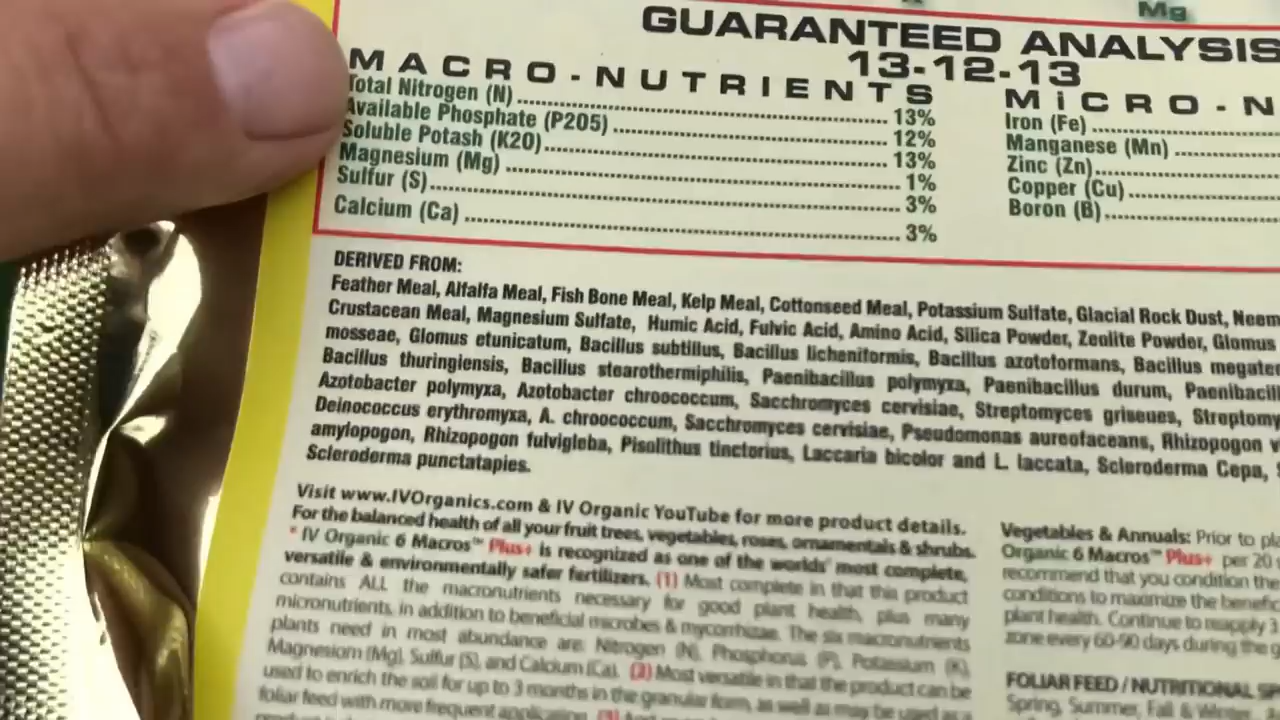 Mg
GUARANTEED ANALYSIS
13-12-13
MACRO-NUTRIENTS
Total Nitrogen (N) 13%
Available Phosphate (P205) 12%
Soluble Potash (K20) 13%
Magnesium (Mg) 1%
Sulfur (S) 3%
Calcium (Ca) 3%
MiCRO-N
Iron (Fe)
Manganese (Mn)
Zinc (Zn)
Copper (Cu)
Boron (B)
DERIVED FROM:
Feather Meal, Alfalfa Meal, Fish Bone Meal, Kelp Meal, Cottonseed Meal, Potassium Sulfate, Glacial Rock Dust, Neem
Crustacean Meal, Magnesium Sulfate, Humic Acid, Fulvic Acid, Amino Acid, Silica Powder, Zeolite Powder, Glomus
mosseae, Glomus etunicatum, Bacillus subtillus, Bacillus licheniformis, Bacillus azotoformans, Bacillus megate
Bacillus thuringiensis, Bacillus stearothermiphilis, Paenibacillus polymyxa, Paenibacillus durum, Paenibacil
Azotobacter polymyxa, Azotobacter chroococcum, Sacchromyces cervisiae, Streptomyces griseues, Streptomy
Deinococcus erythromyxa, A. chroococcum, Sacchromyces cervisiae, Pseudomonas aureofaceans, Rhizopogon v
amylopogon, Rhizopogon fulvigleba, Pisolithus tinctorius, Laccaria bicolor and L. laccata, Scleroderma Cepa,
Scleroderma punctatapies.
Visit www.IVOrganics.com & IV Organic YouTube for more product details.
For the balanced health of all your fruit trees, vegetables, roses, ornamentals & shrubs.
* IV Organic 6 Macros™ Plus+ is recognized as one of the worlds' most complete,
versatile & environmentally safer fertilizers. (1) Most complete in that this product
contains ALL the macronutrients necessary for good plant health, plus many
micronutrients, in addition to beneficial microbes & mycorrhizae. The six macronutrients
plants need in most abundance are: Nitrogen (N), Phosphorus (P), Potassium (K),
Magnesiom (Mg), Sulfur (S), and Calcium (Ca). (2) Most versatile in that the product can be
used to enrich the soil for up to 3 months in the granular form, as well as may be used as a
foliar feed with more frequent application. (3)
Vegetables & Annuals: Prior to pla
Organic 6 Macros™ Plus+ per 20
recommend that you condition the
conditions to maximize the benefi
plant health. Continue to reapply 3
zone every 60-90 days during the g
FOLIAR FEED / NUTRITIONAL SP
Spring, Summer, Fall & Winter,